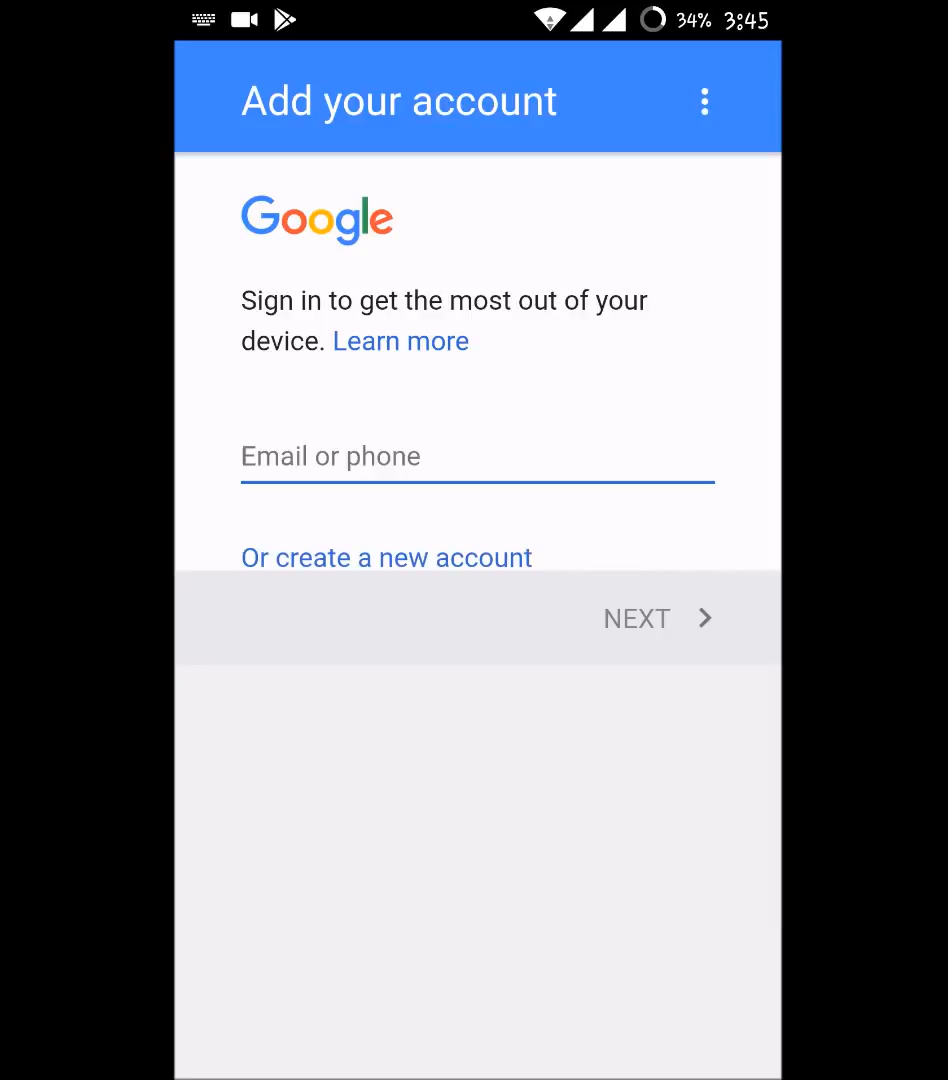 34% 3:45
Add your account
Google
Sign in to get the most out of your
device. Learn more
Email or phone
Or create a new account
NEXT